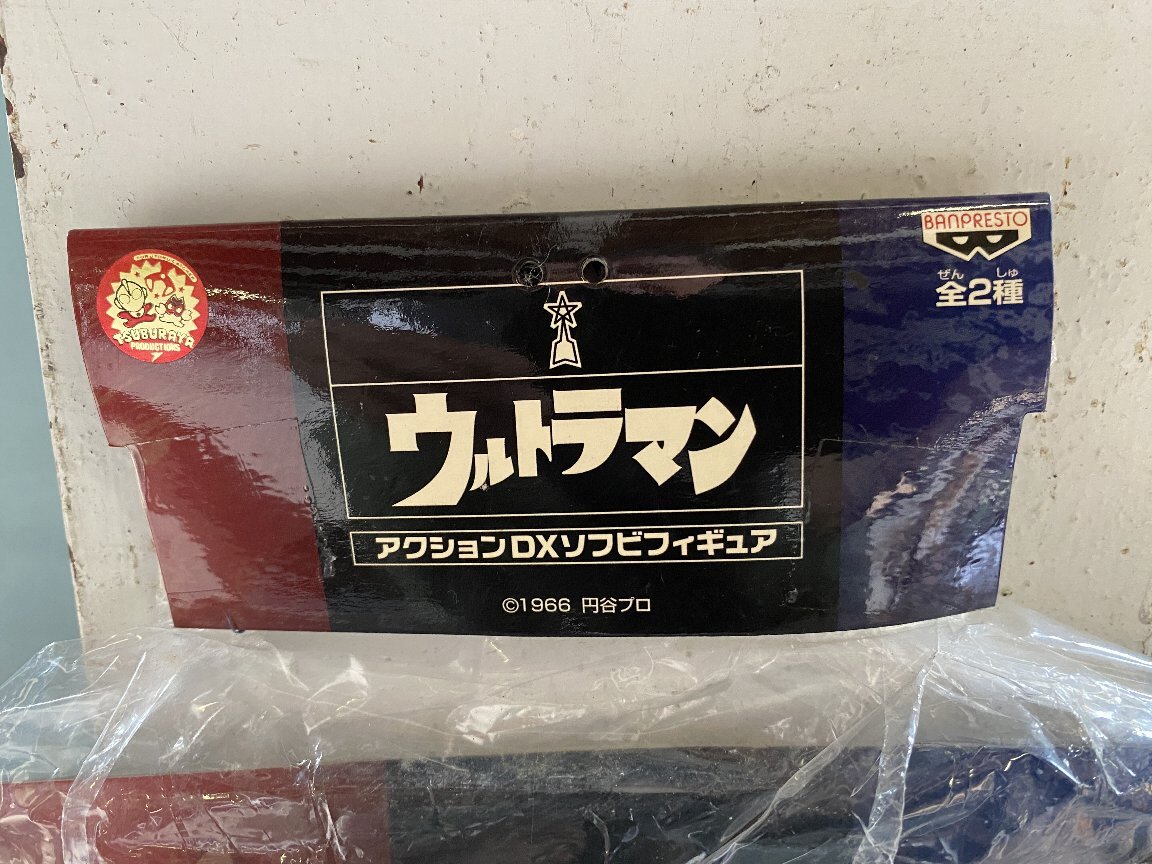 BANPRESTO
ぜん しゅ
全2種
TSUBURAYA
PRODUCTIONS
ウルトラマン
アクションDXソフビフィギュア
©1966 円谷プロ